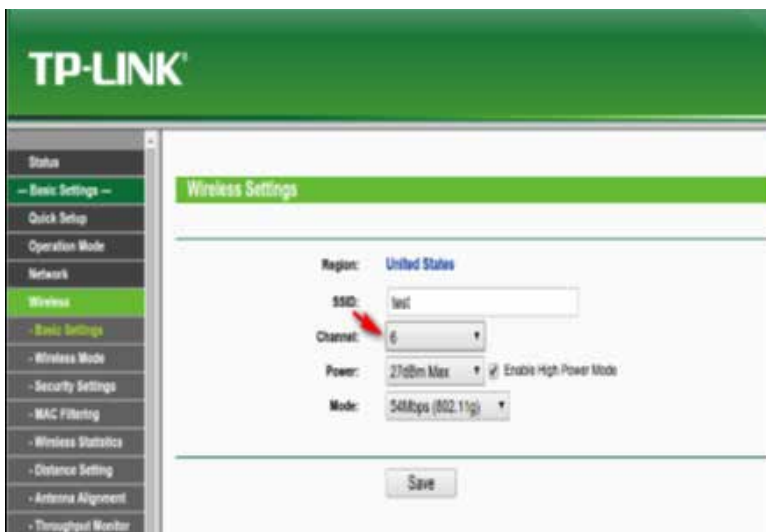 TP-LINK®
Status
— Basic Settings —
Quick Setup
Operation Mode
Network
Wireless
- Basic Settings
- Wireless Mode
- Security Settings
- MAC Filtering
- Wireless Statistics
- Distance Setting
- Antenna Alignment
- Throughput Monitor
Wireless Settings
Region: United States
SSID: test
Channel: 6
Power: 27dBm Max Enable High Power Mode
Mode: 54Mbps (802.11g)
Save